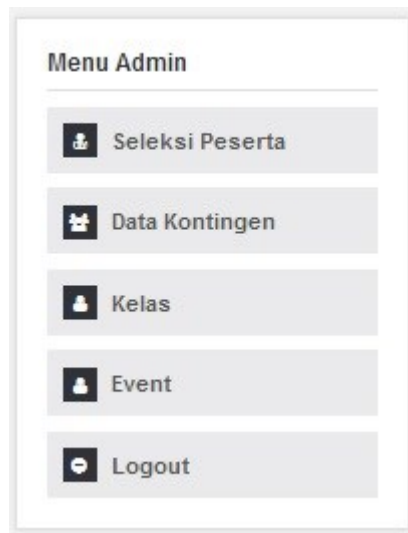 Menu Admin
Seleksi Peserta
Data Kontingen
Kelas
Event
Logout